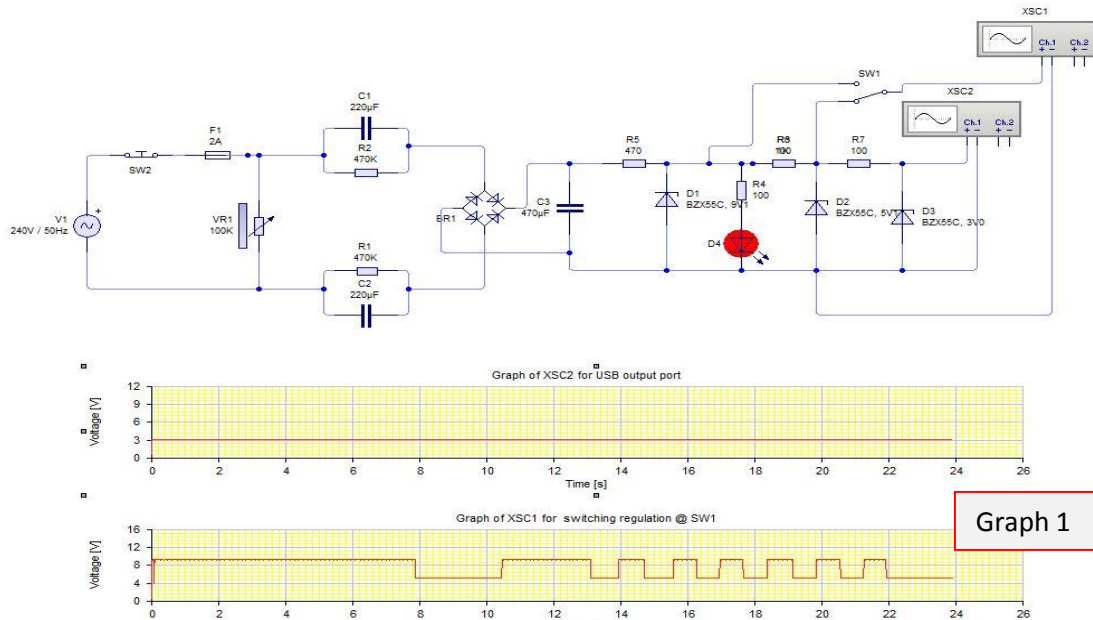 XSC1
Ch.1 Ch.2
+ − + −
SW1
XSC2
Ch.1 Ch.2
+ − + −
C1
220µF
R2
470K
F1
2A
SW2
V1
240V / 50Hz
+
VR1
100K
R1
470K
C2
220µF
BR1
C3
470µF
R5
470
D1
BZX55C, 9V1
R4
100
D4
R7
100
D2
BZX55C, 5V1
D3
BZX55C, 3V0
Graph of XSC2 for USB output port
Voltage [V]
12
9
6
3
0
0 2 4 6 8 10 12 14 16 18 20 22 24 26
Time [s]
Graph of XSC1 for switching regulation @ SW1
Graph 1
Voltage [V]
16
12
8
4
0
0 2 4 6 8 10 12 14 16 18 20 22 24 26